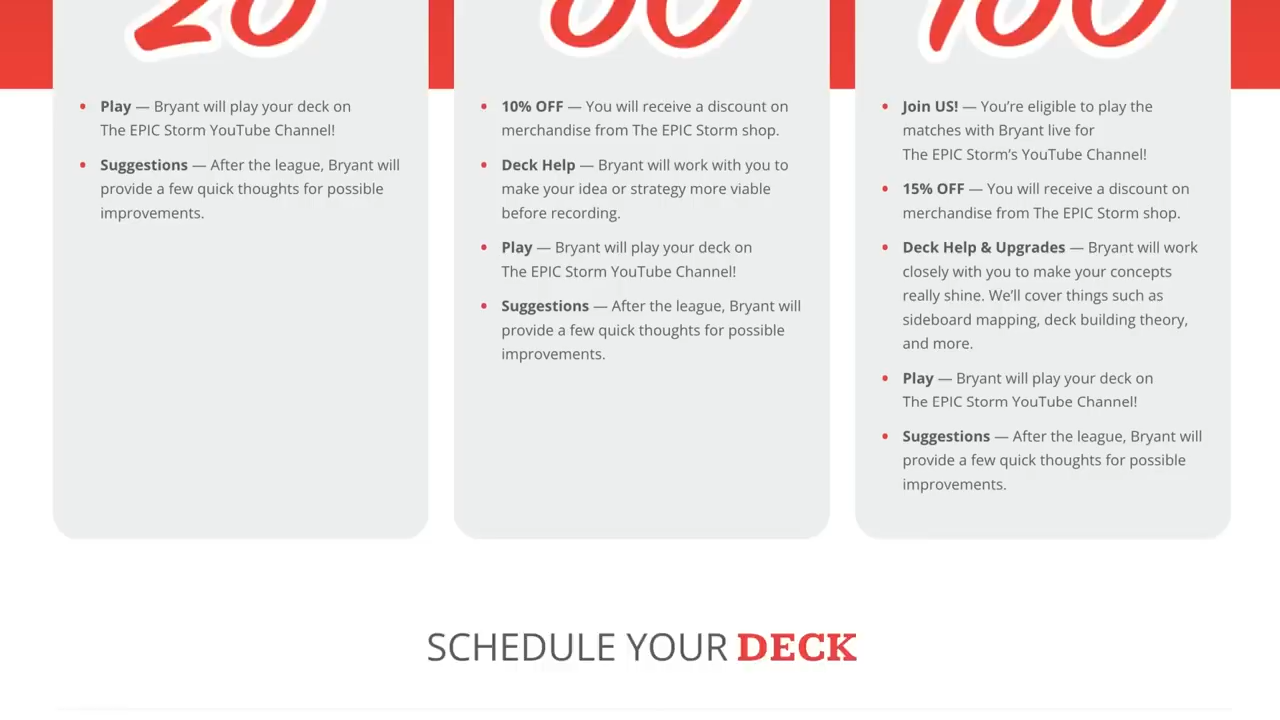 • Play — Bryant will play your deck on
The EPIC Storm YouTube Channel!
• Suggestions — After the league, Bryant will
provide a few quick thoughts for possible
improvements.
• 10% OFF — You will receive a discount on
merchandise from The EPIC Storm shop.
• Deck Help — Bryant will work with you to
make your idea or strategy more viable
before recording.
• Play — Bryant will play your deck on
The EPIC Storm YouTube Channel!
• Suggestions — After the league, Bryant will
provide a few quick thoughts for possible
improvements.
• Join US! — You’re eligible to play the
matches with Bryant live for
The EPIC Storm’s YouTube Channel!
• 15% OFF — You will receive a discount on
merchandise from The EPIC Storm shop.
• Deck Help & Upgrades — Bryant will work
closely with you to make your concepts
really shine. We’ll cover things such as
sideboard mapping, deck building theory,
and more.
• Play — Bryant will play your deck on
The EPIC Storm YouTube Channel!
• Suggestions — After the league, Bryant will
provide a few quick thoughts for possible
improvements.
SCHEDULE YOUR DECK